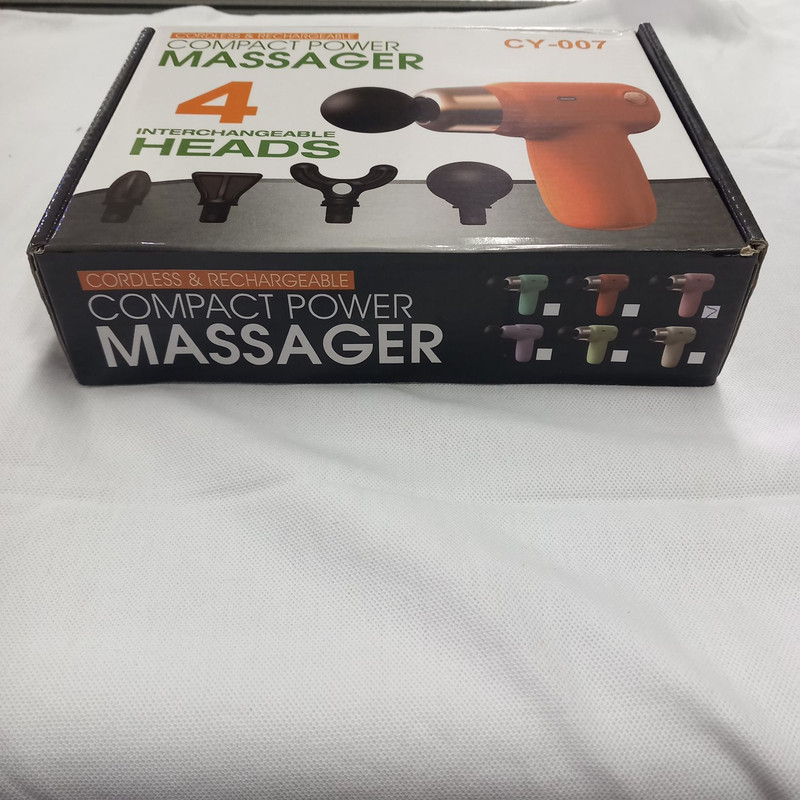 CORDLESS & RECHARGEABLE
COMPACT POWER
MASSAGER
CY-007
4
INTERCHANGEABLE
HEADS
CORDLESS & RECHARGEABLE
COMPACT POWER
MASSAGER